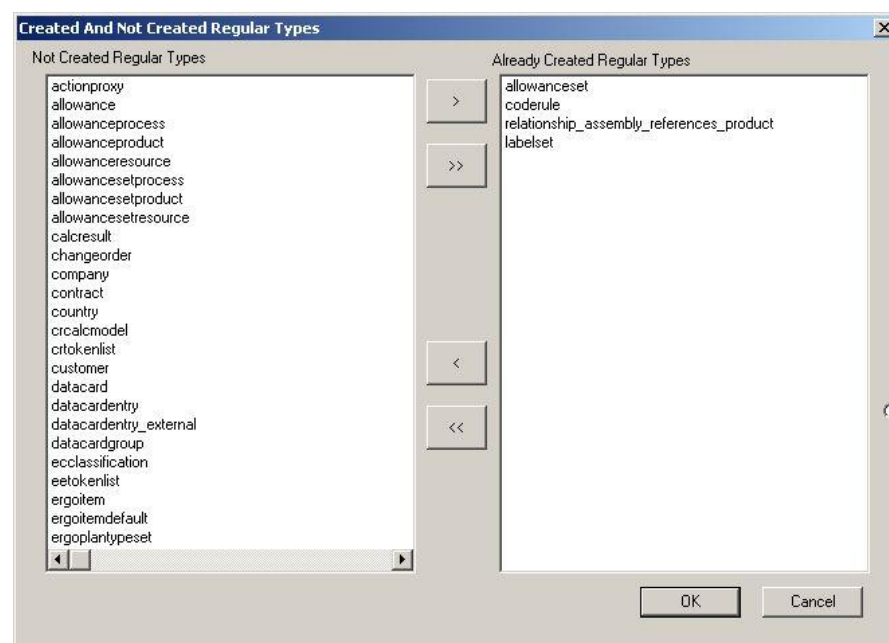 Created And Not Created Regular Types
Not Created Regular Types
actionproxy
allowance
allowanceprocess
allowanceproduct
allowanceresource
allowancesetprocess
allowancesetproduct
allowancesetresource
calcresult
changeorder
company
contract
country
crcalcmodel
crtokenlist
customer
datacard
datacardentry
datacardentry_external
datacardgroup
ecclassification
eetokenlist
ergoitem
ergoitemdefault
ergoplantypeset
>
>>
<
<<
Already Created Regular Types
allowanceset
coderule
relationship_assembly_references_product
labelset
OK
Cancel